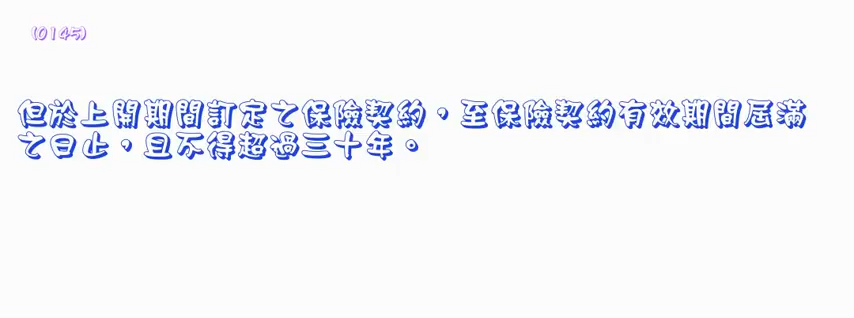 (0145)
但於上開期間訂定之保險契約，至保險契約有效期間屆滿
之日止，且不得超過三十年。